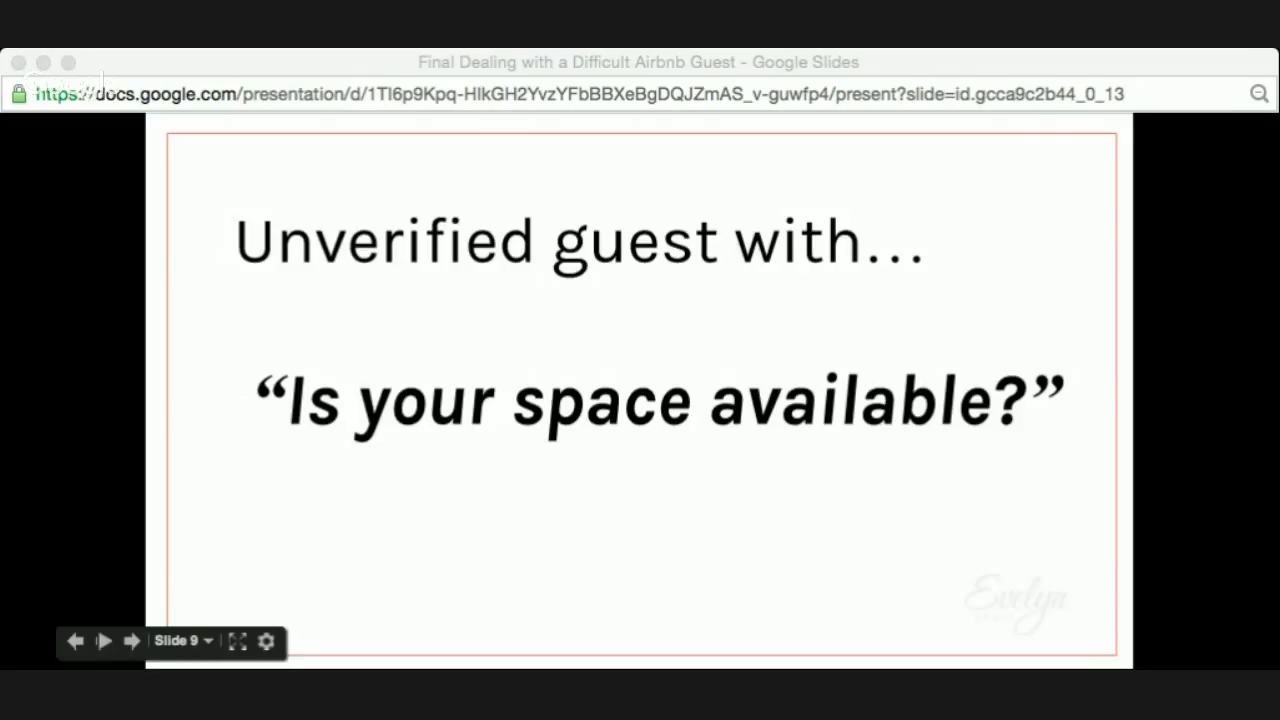 Final Dealing with a Difficult Airbnb Guest - Google Slides
https://docs.google.com/presentation/d/1Tl6p9Kpq-HlkGH2YvzYFbBBXeBgDQJZmAS_v-guwfp4/present?slide=id.gcca9c2b44_0_13
Unverified guest with…
“Is your space available?”
Evelyn
Slide 9